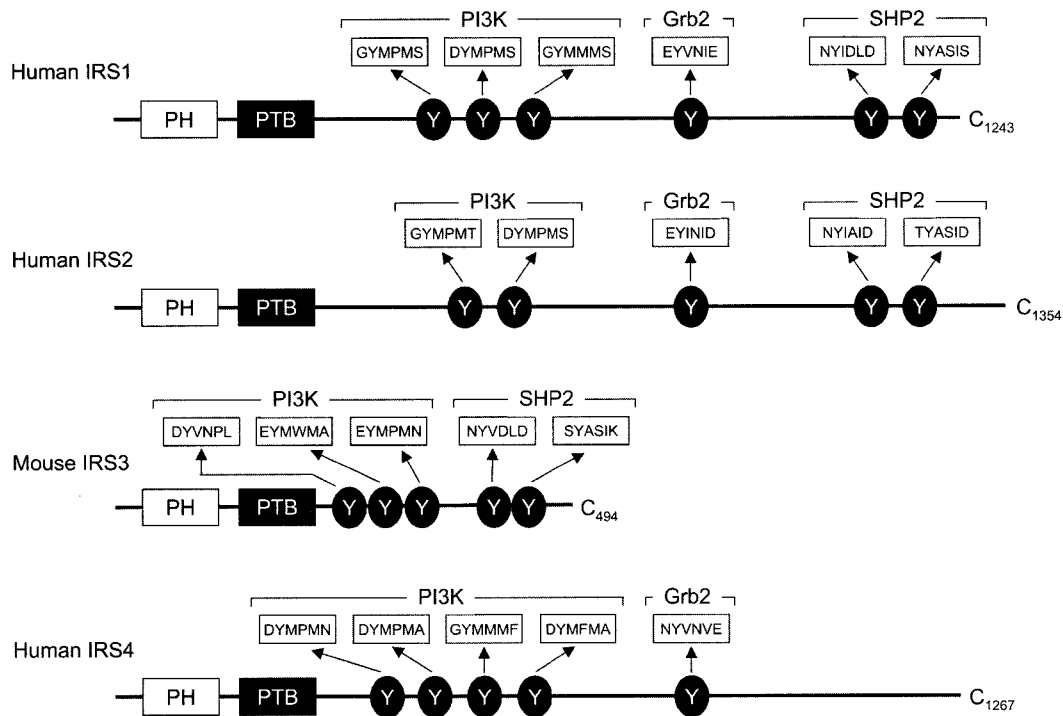 PI3K Grb2 SHP2
GYMPMS DYMPMS GYMMMS EYVNIE NYIDLD NYASIS
Human IRS1
PH PTB Y Y Y Y Y Y C1243
PI3K Grb2 SHP2
GYMPMT DYMPMS EYINID NYIAID TYASID
Human IRS2
PH PTB Y Y Y Y Y C1354
PI3K SHP2
DYVNPL EYMWMA EYMPMN NYVDLD SYASIK
Mouse IRS3
PH PTB Y Y Y Y Y C494
PI3K Grb2
DYMPMN DYMPMA GYMMMF DYMFMA NYVNVE
Human IRS4
PH PTB Y Y Y Y Y C1267